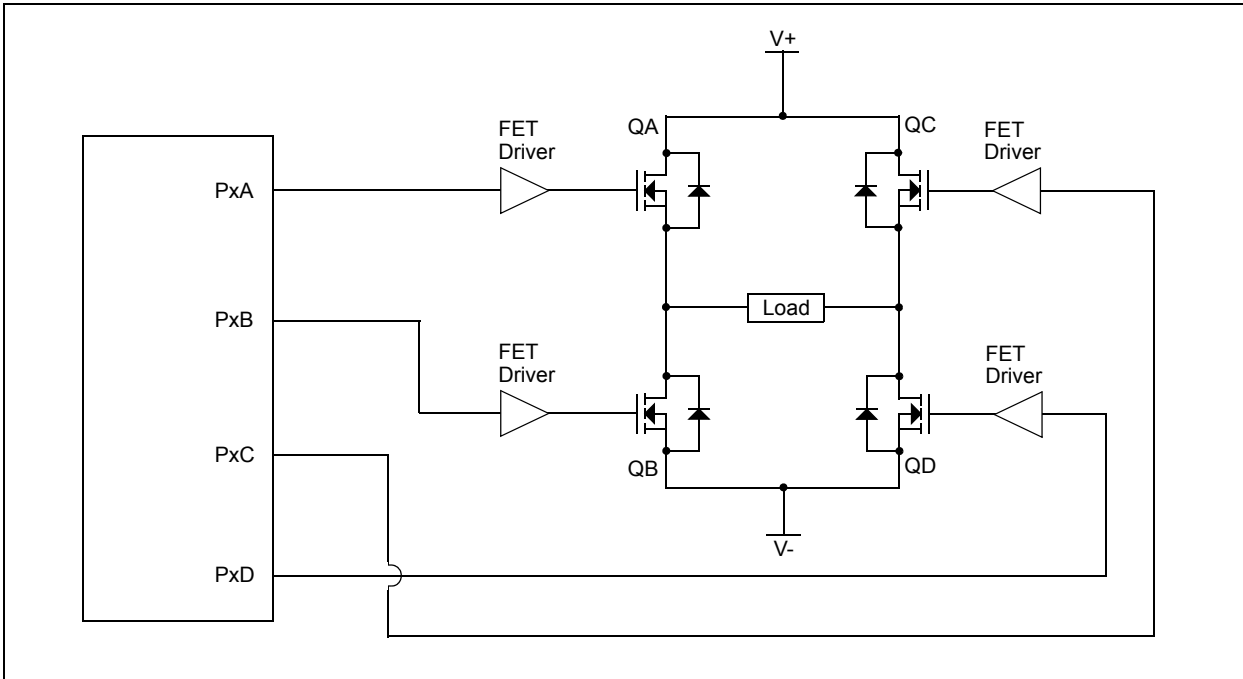 V+
QA
QC
FET
Driver
FET
Driver
PxA
PxB
Load
FET
Driver
FET
Driver
PxC
QB
QD
V-
PxD